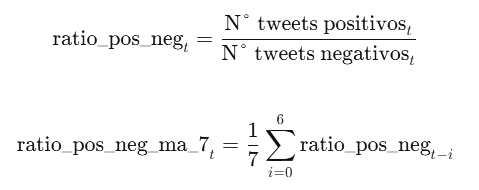 ratio_pos_neg_t = N° tweets positivos_t / N° tweets negativos_t
ratio_pos_neg_ma_7_t = 1/7 ∑_{i=0}^{6} ratio_pos_neg_{t−i}